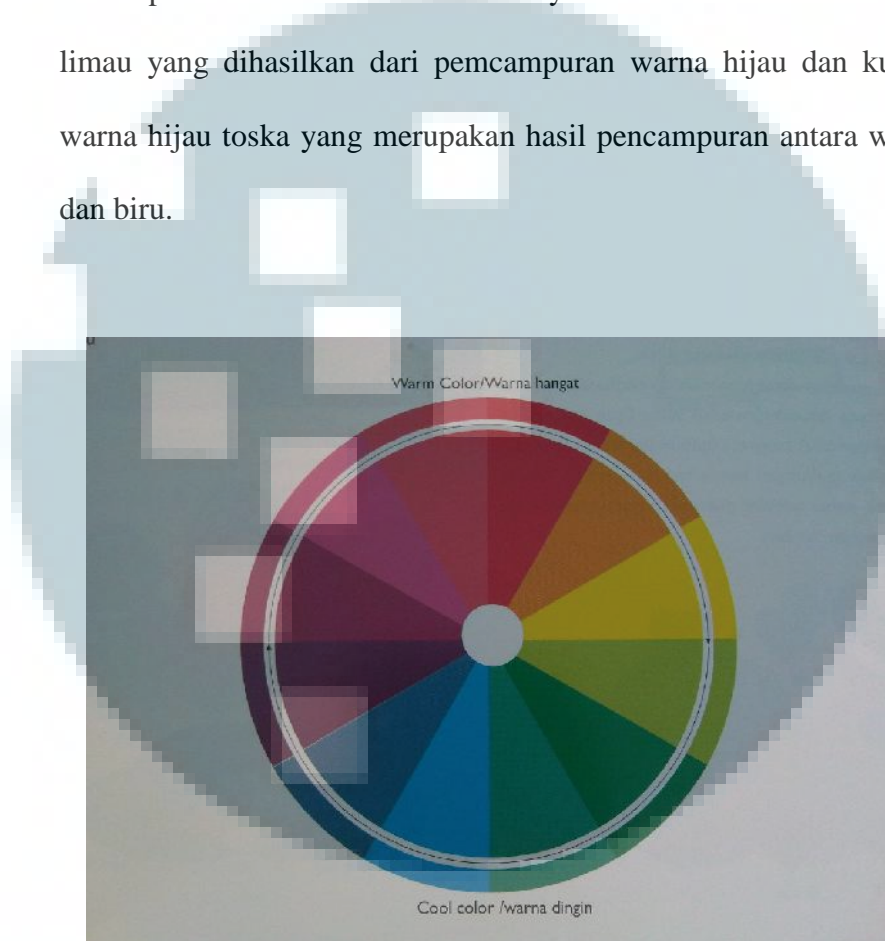 limau yang dihasilkan dari pemcampuran warna hijau dan
warna hijau toska yang merupakan hasil pencampuran antara
dan biru.
Warm Color/Warna hangat
Cool color /warna dingin